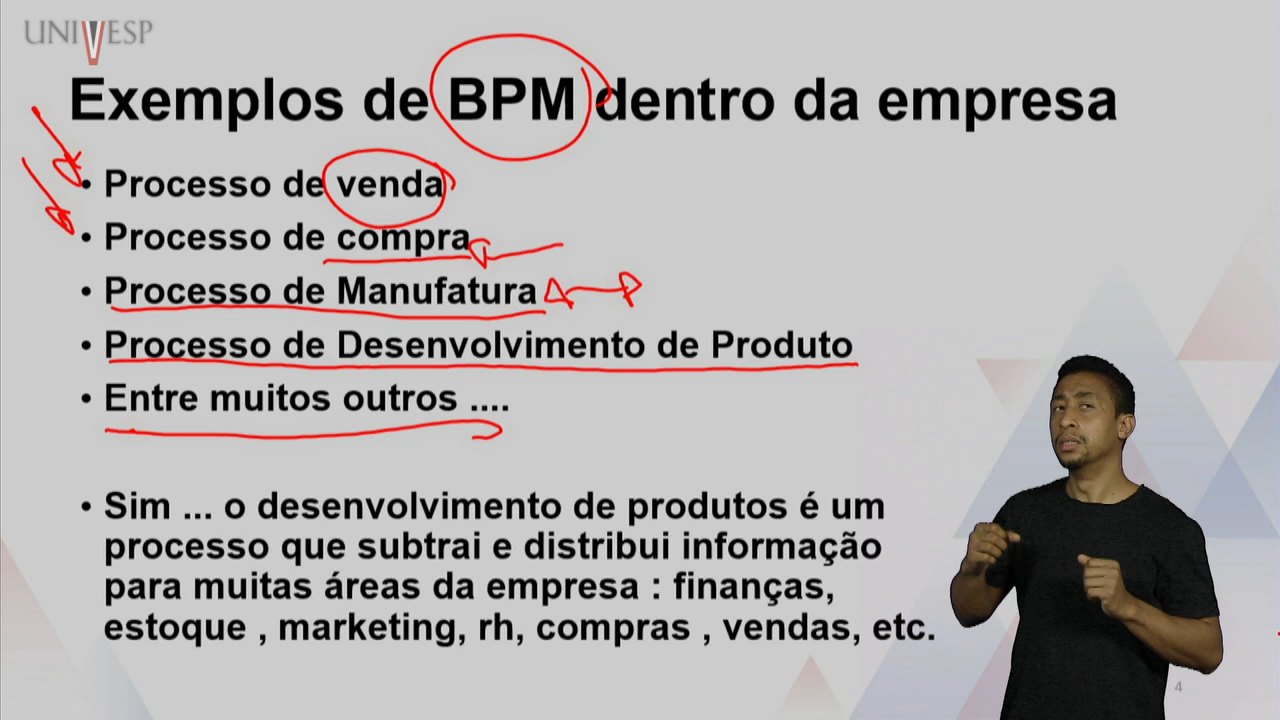 UNIVESP
Exemplos de BPM dentro da empresa
• Processo de venda
• Processo de compra
• Processo de Manufatura
• Processo de Desenvolvimento de Produto
• Entre muitos outros ....
• Sim ... o desenvolvimento de produtos é um
processo que subtrai e distribui informação
para muitas áreas da empresa : finanças,
estoque , marketing, rh, compras , vendas, etc.
4